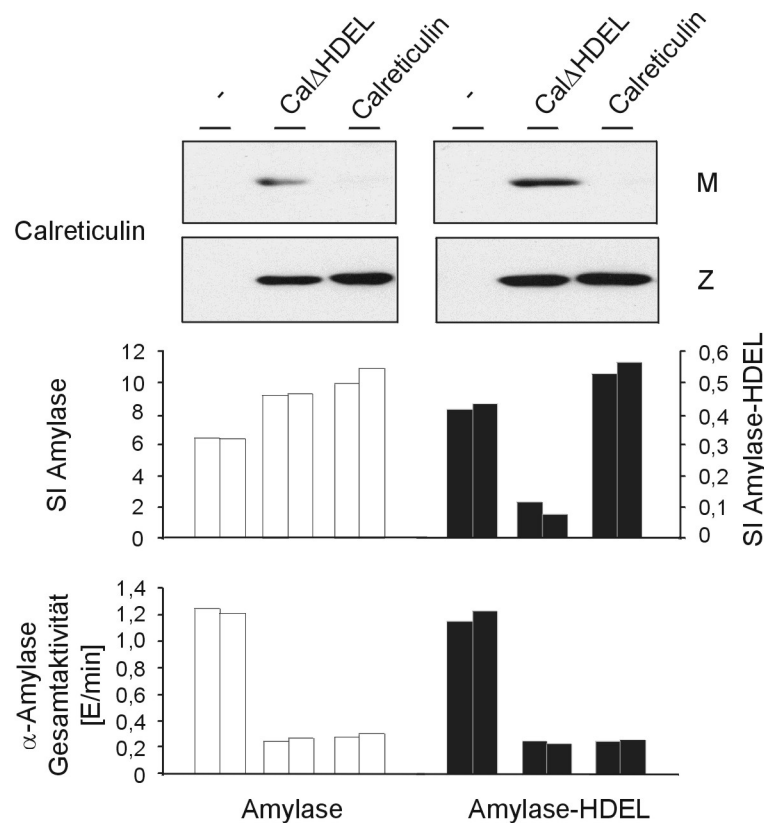 - CalΔHDEL Calreticulin - CalΔHDEL Calreticulin
M
Calreticulin
Z
SI Amylase
12
10
8
6
4
2
0
0,6
0,5
0,4
0,3
0,2
0,1
0
SI Amylase-HDEL
α-Amylase
Gesamtaktivität
[E/min]
1,4
1,2
1,0
0,8
0,6
0,4
0,2
0
Amylase Amylase-HDEL